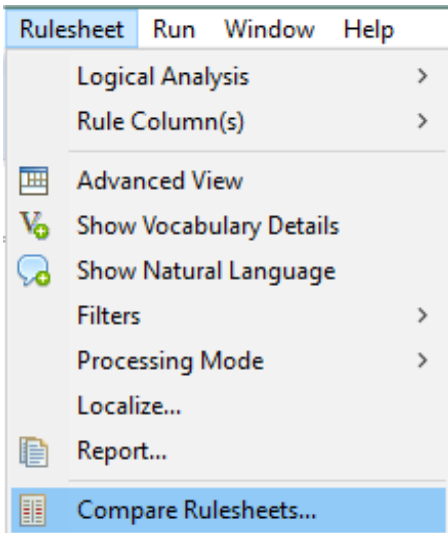 Rulesheet Run Window Help
Logical Analysis
Rule Column(s)
Advanced View
Show Vocabulary Details
Show Natural Language
Filters
Processing Mode
Localize...
Report...
Compare Rulesheets...